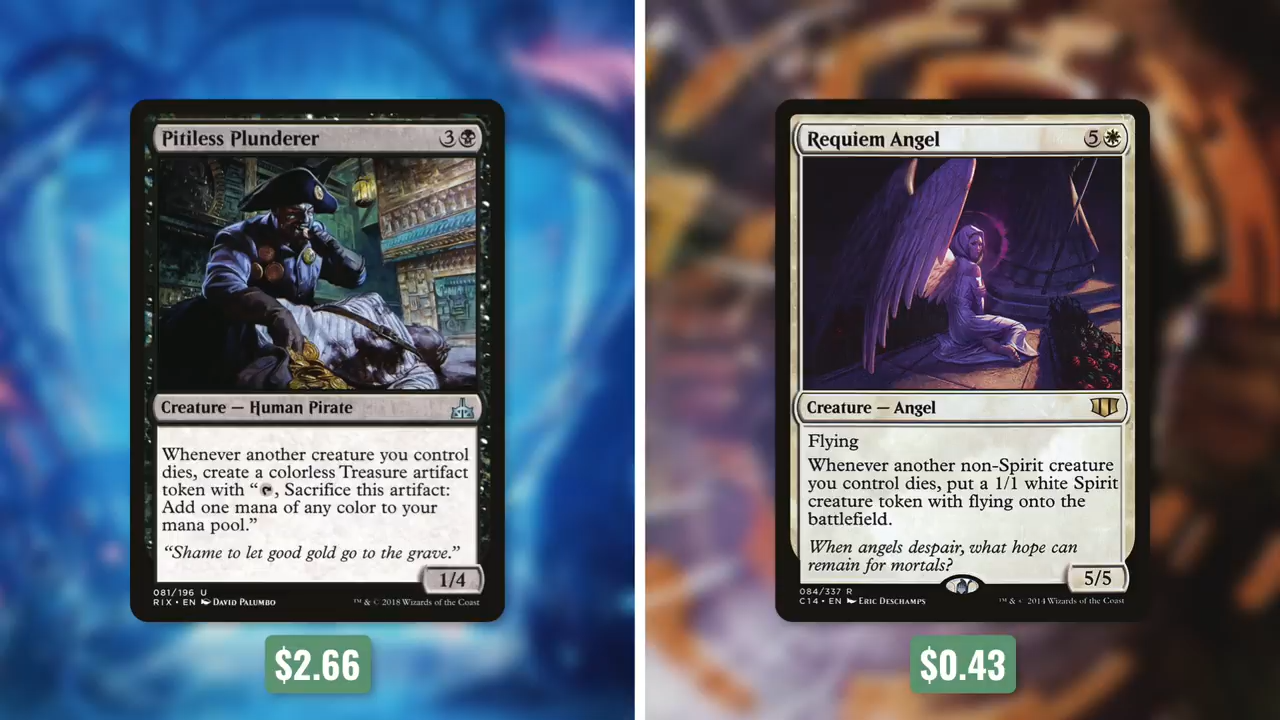 Pitiless Plunderer 3
Creature — Human Pirate
Whenever another creature you control
dies, create a colorless Treasure artifact
token with “, Sacrifice this artifact:
Add one mana of any color to your
mana pool.”
“Shame to let good gold go to the grave.”
1/4
081/196 U
RIX • EN DAVID PALUMBO
™ & © 2018 Wizards of the Coast
$2.66
Requiem Angel 5
Creature — Angel
Flying
Whenever another non-Spirit creature
you control dies, put a 1/1 white Spirit
creature token with flying onto the
battlefield.
When angels despair, what hope can
remain for mortals?
5/5
084/337 R
C14 • EN ERIC DESCHAMPS
™ & © 2014 Wizards of the Coast
$0.43